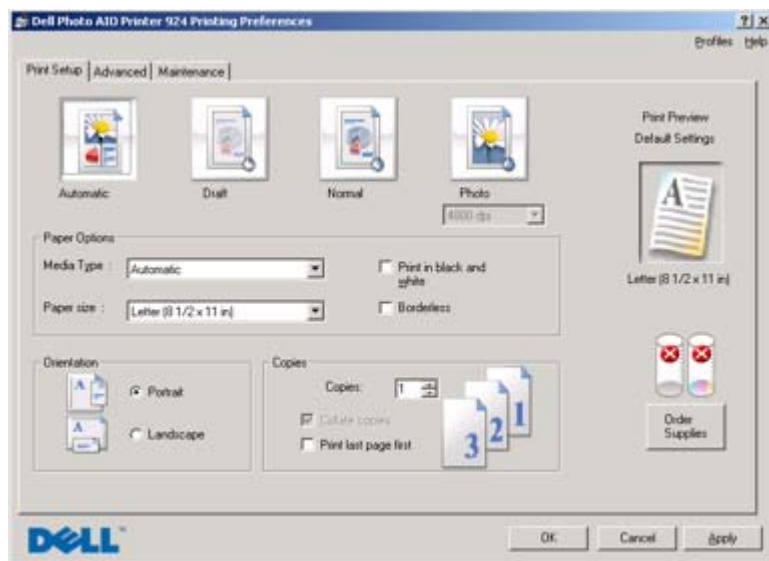 Dell Photo AIO Printer 924 Printing Preferences
Profiles Help
Print Setup Advanced Maintenance
Automatic
Draft
Normal
Photo
4800 dpi
Print Preview
Default Settings
A
Letter (8 1/2 x 11 in)
Paper Options
Media Type : Automatic
Print in black and
white
Paper size : Letter (8 1/2 x 11 in)
Borderless
Orientation
A
Portrait
A
Landscape
Copies
Copies: 1
Collate copies
Print last page first
1
2
3
Order
Supplies
DELL™
OK Cancel Apply